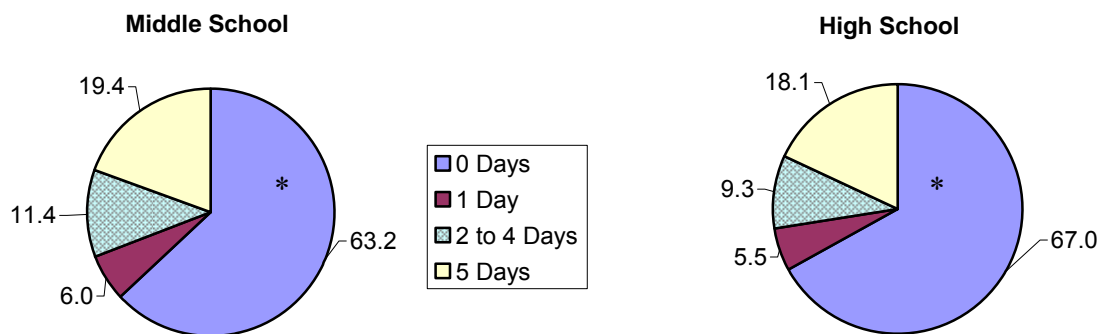 Middle School
19.4
11.4
6.0
63.2
*
0 Days
1 Day
2 to 4 Days
5 Days
High School
18.1
9.3
5.5
67.0
*